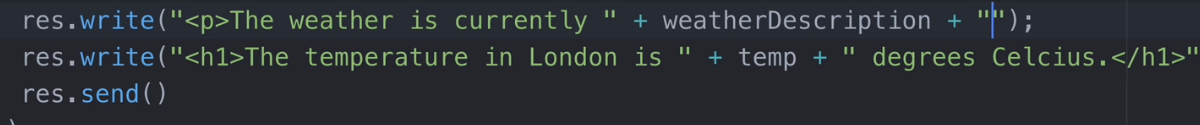 res.write("<p>The weather is currently " + weatherDescription + "");
res.write("<h1>The temperature in London is " + temp + " degrees Celcius.</h1>"
res.send()